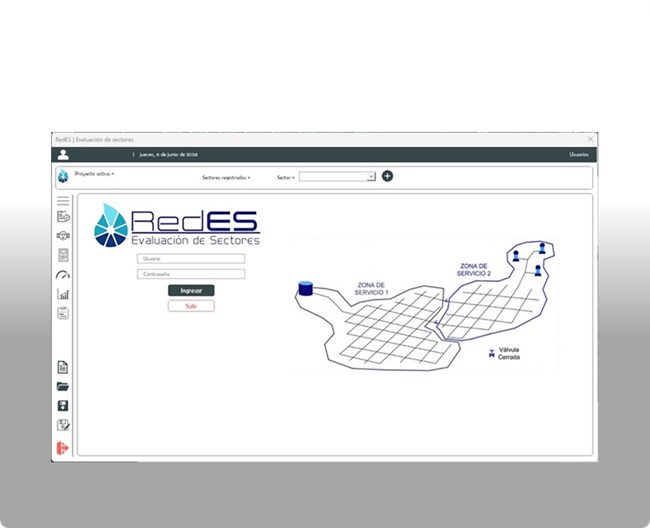 RedES | Evaluación de sectores
| jueves, 6 de junio de 2024
Usuarios
Proyecto activo =
Sectores registrados =
Sector =
RedES
Evaluación de Sectores
Usuario
Contraseña
Ingresar
Salir
ZONA DE
SERVICIO 1
ZONA DE
SERVICIO 2
Válvula
Cerrada